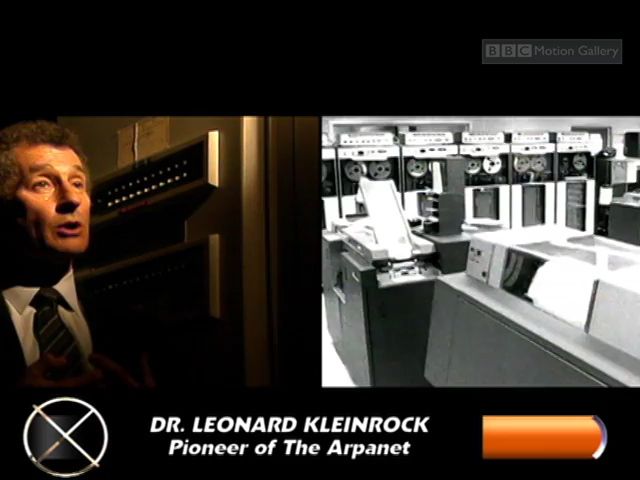 BBC Motion Gallery
DR. LEONARD KLEINROCK
Pioneer of The Arpanet